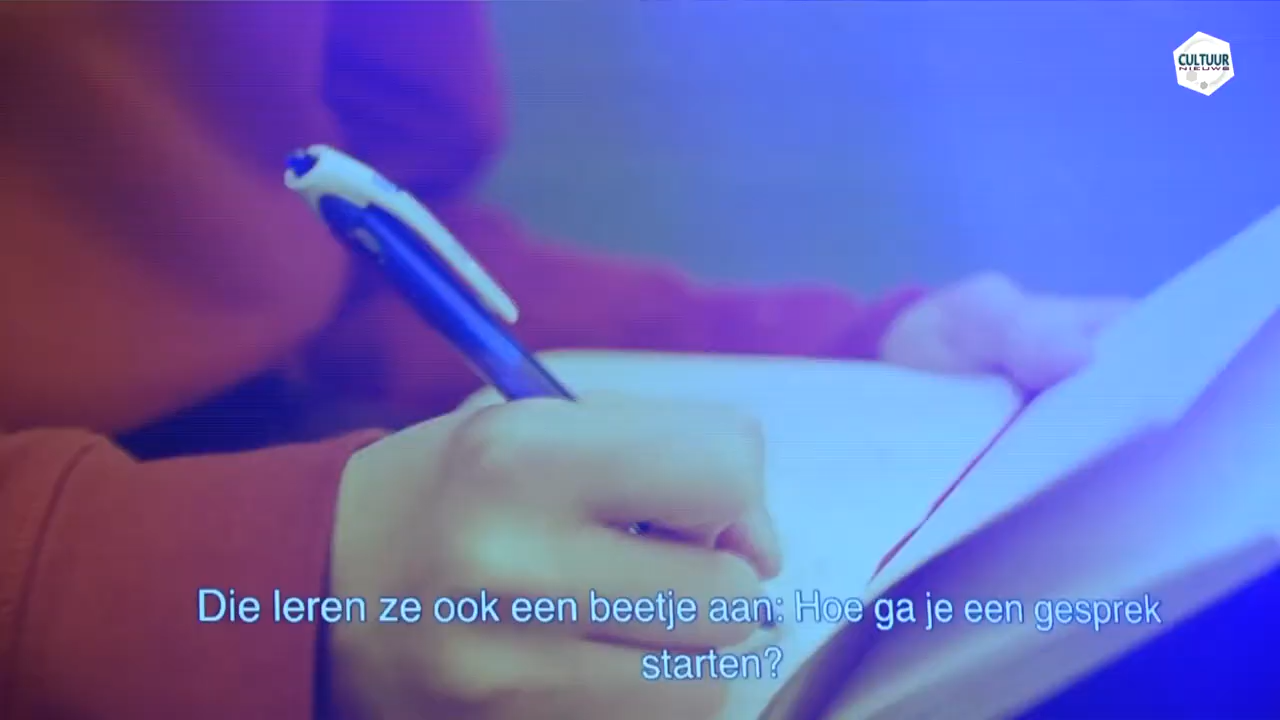 CULTUUR
NIEUWS
Die leren ze ook een beetje aan: Hoe ga je een gesprek
starten?